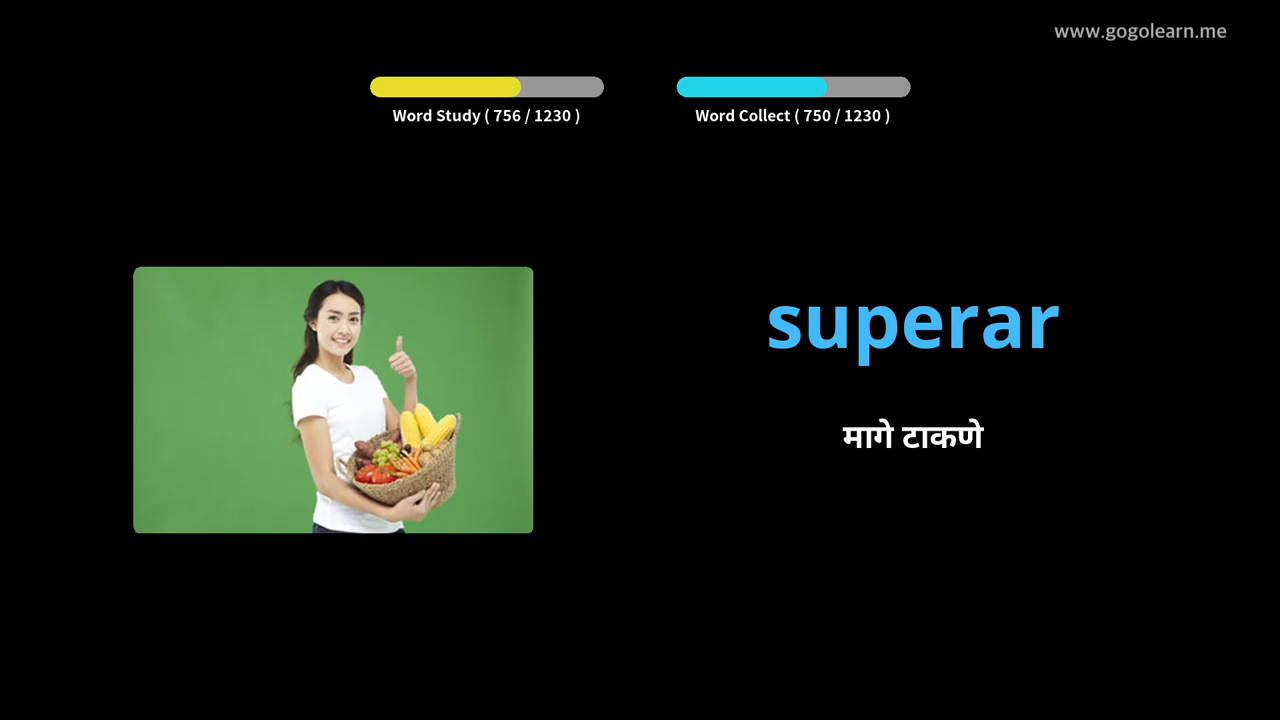 www.gogolearn.me
Word Study ( 756 / 1230 )
Word Collect ( 750 / 1230 )
superar
मागे टाकणे